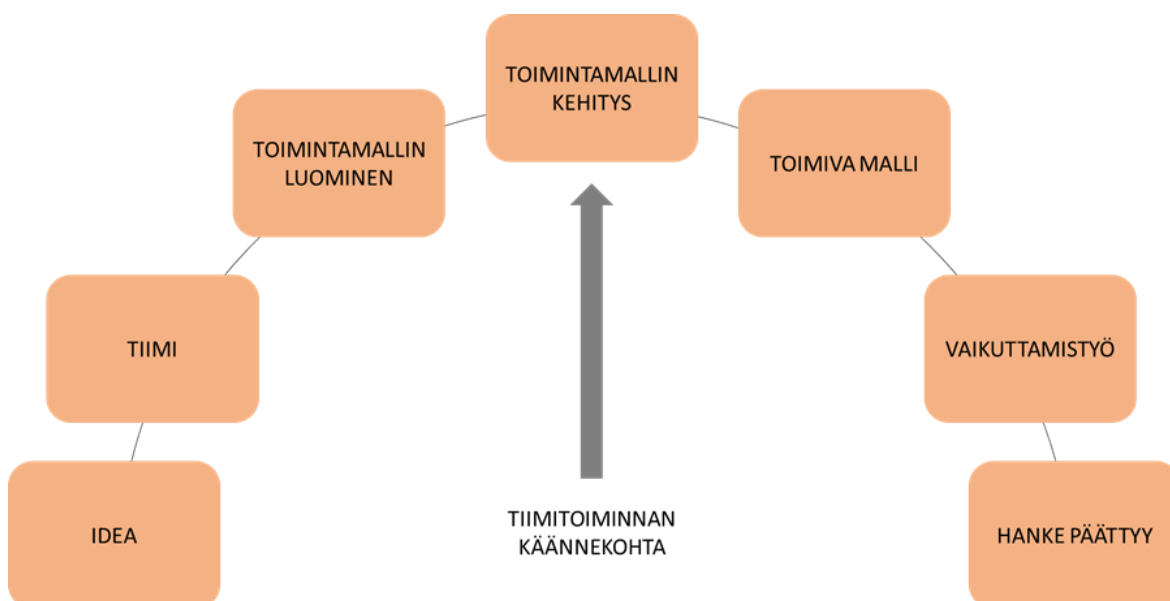 IDEA
TIIMI
TOIMINTAMALLIN
LUOMINEN
TOIMINTAMALLIN
KEHITYS
TOIMIVA MALLI
VAIKUTTAMISTYÖ
HANKE PÄÄTTYY
TIIMITOIMINNAN
KÄÄNNEKOHTA